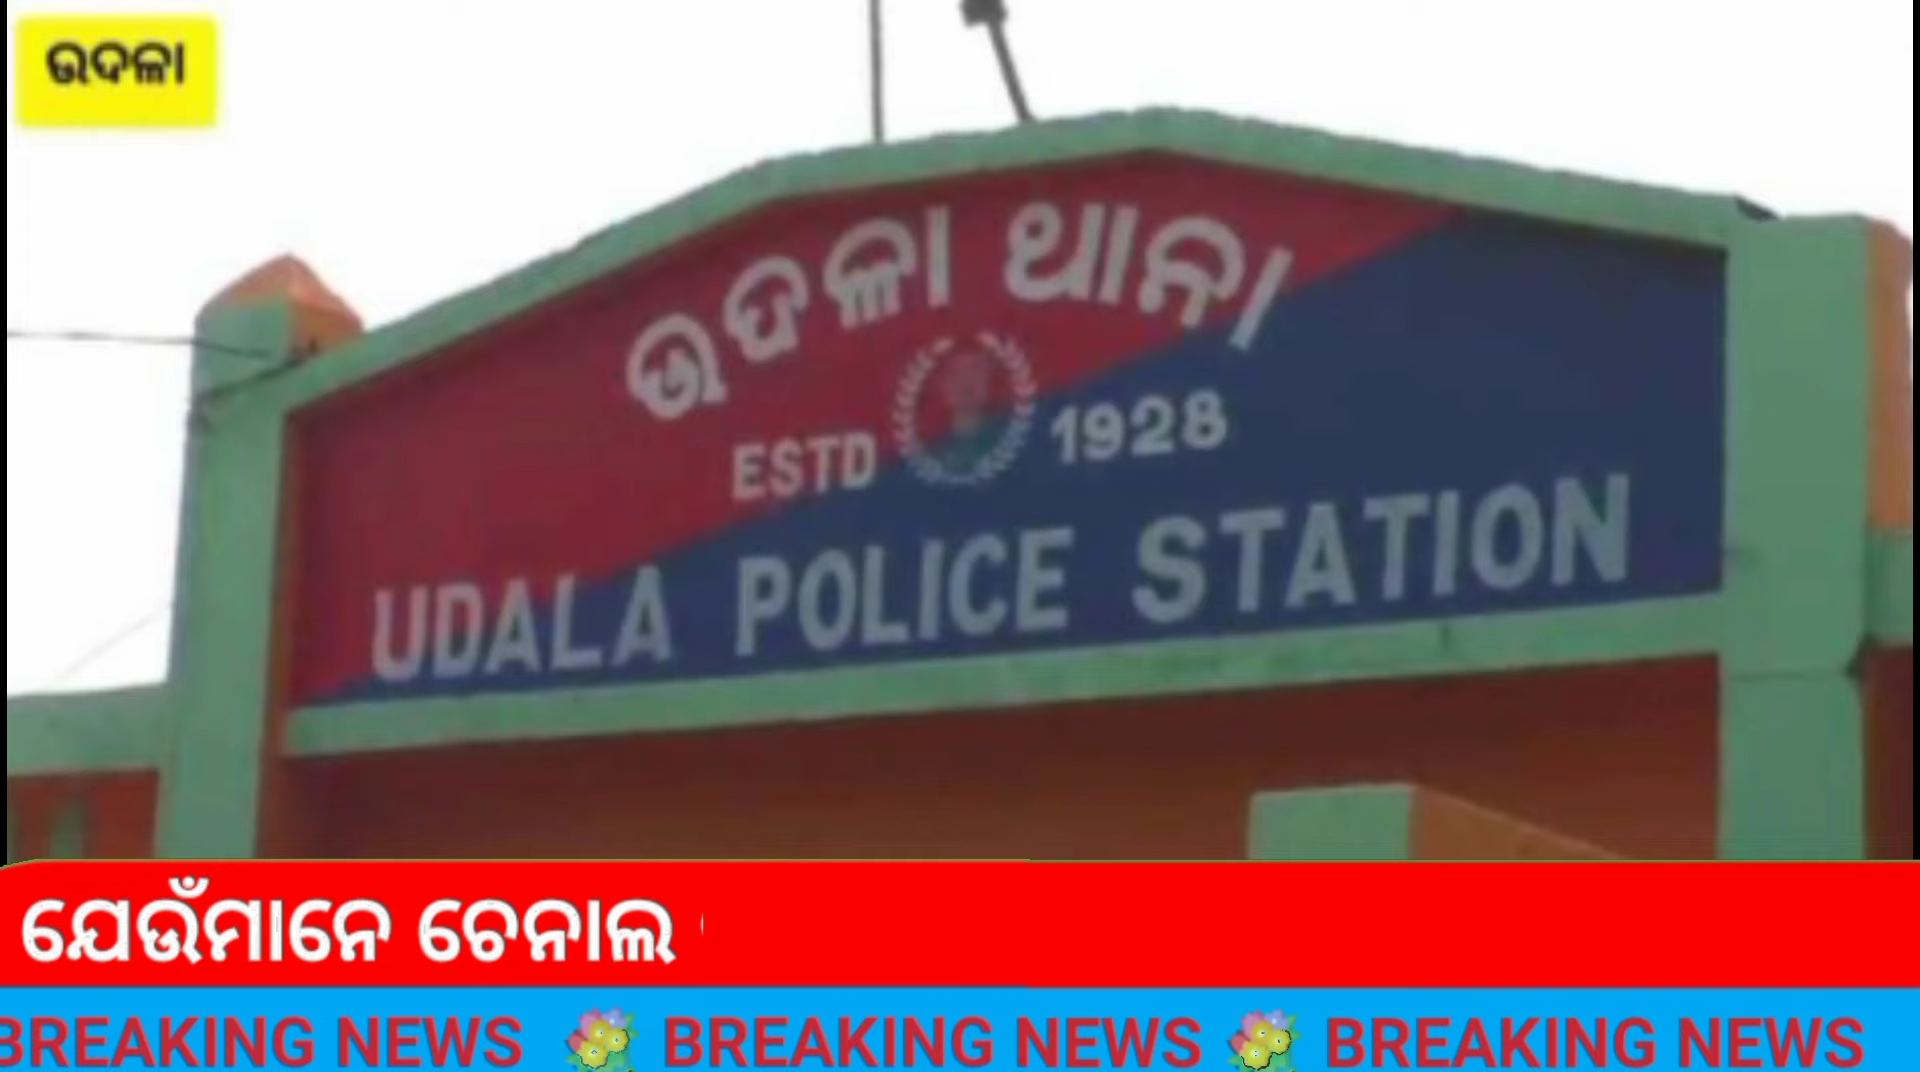 ଉଦଳା
ଉଦଳା ଥାନା
ESTD 1928
UDALA POLICE STATION
ଯେଉଁମାନେ ଚେନାଲ
BREAKING NEWS BREAKING NEWS BREAKING NEWS